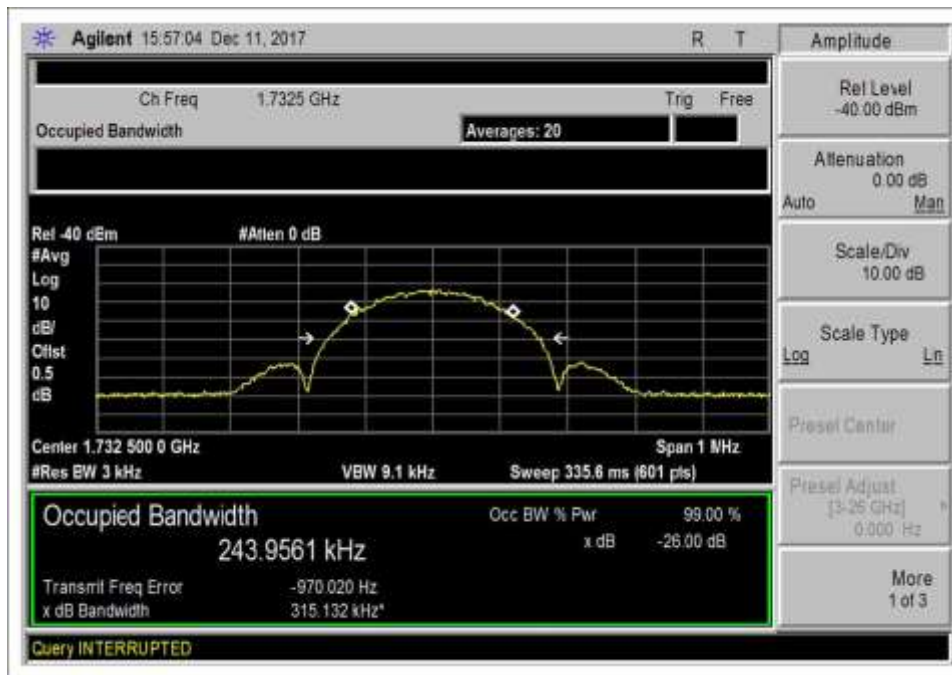 Agilent 15:57:04 Dec 11, 2017 R T
Amplitude
Ch Freq 1.7325 GHz Trig Free
Occupied Bandwidth Averages: 20
Ref Level
-40.00 dBm
Attenuation
0.00 dB
Auto Man
Scale/Div
10.00 dB
Scale Type
Log Lin
Presel Center
Presel Adjust
[3-26 GHz]
0.000 Hz
More
1 of 3
Ref -40 dBm #Atten 0 dB
#Avg
Log
10
dB/
Offst
0.5
dB
Center 1.732 500 0 GHz Span 1 MHz
#Res BW 3 kHz VBW 9.1 kHz Sweep 335.6 ms (601 pts)
Occupied Bandwidth Occ BW % Pwr 99.00 %
243.9561 kHz x dB -26.00 dB
Transmit Freq Error -970.020 Hz
x dB Bandwidth 315.132 kHz*
Query INTERRUPTED